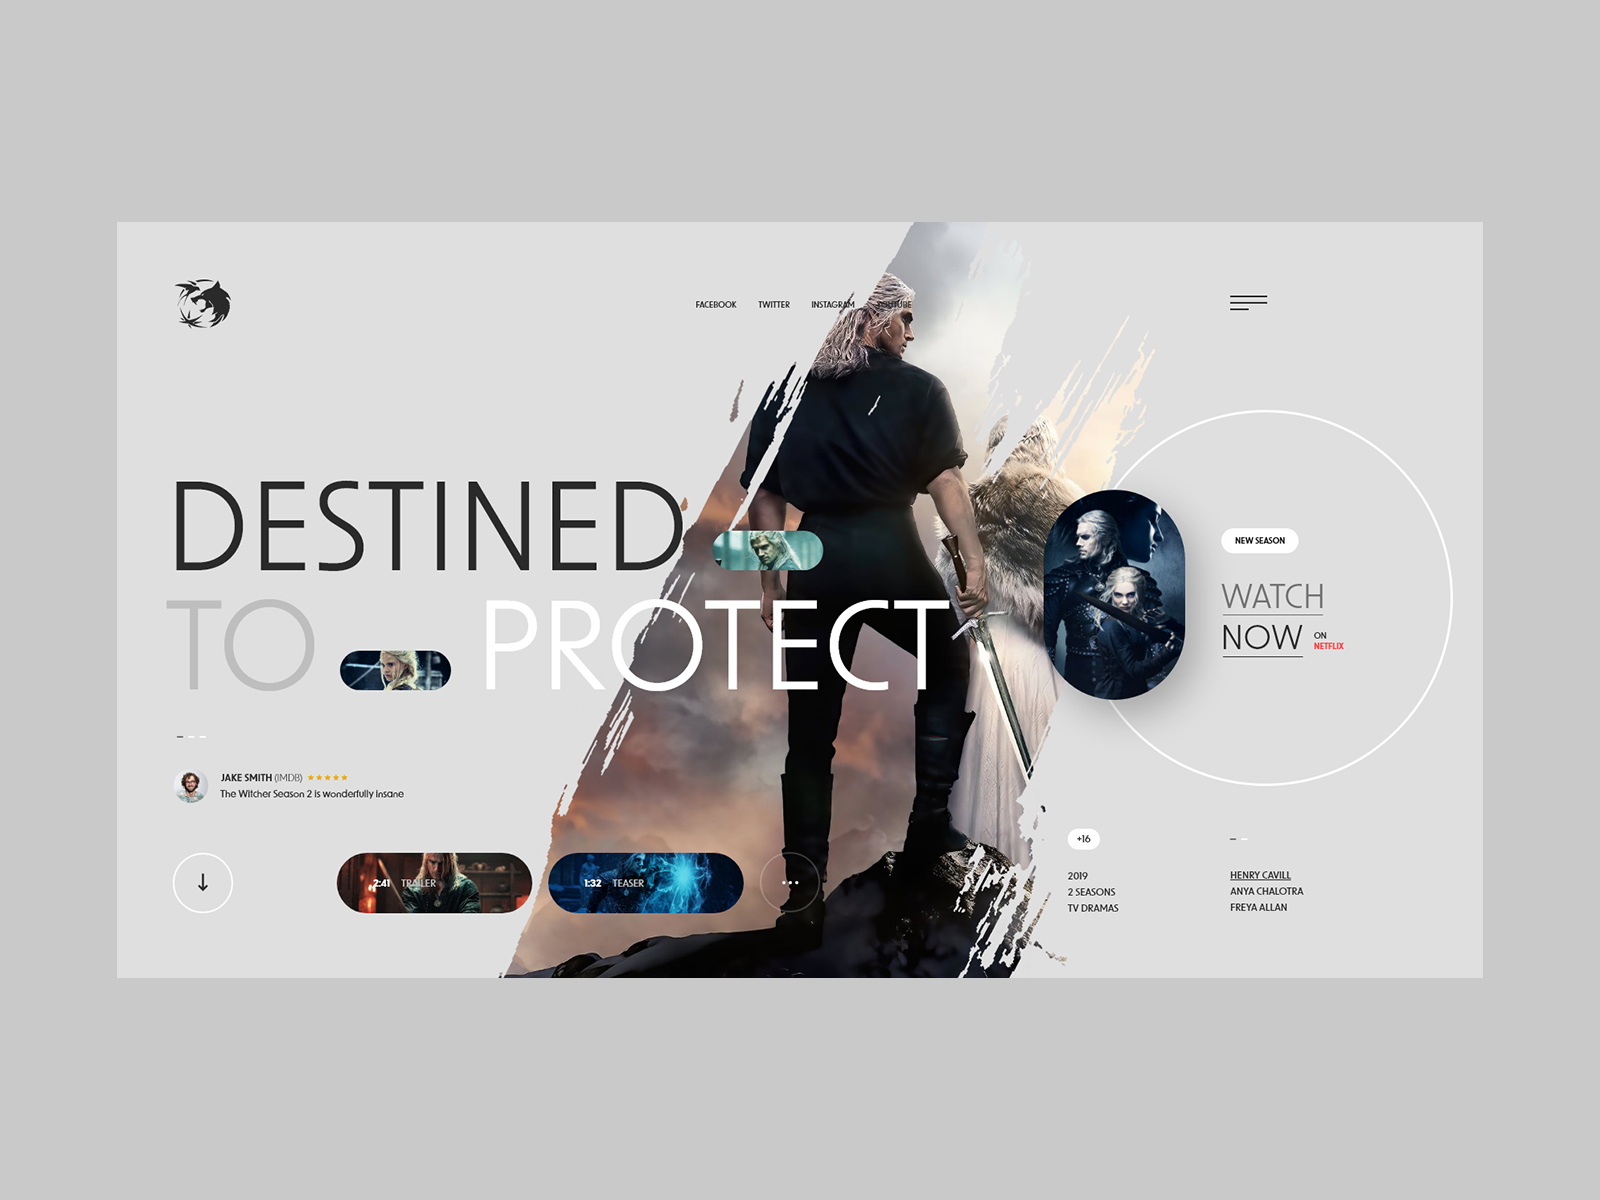 FACEBOOK TWITTER INSTAGRAM YOUTUBE
DESTINED
TO PROTECT
NEW SEASON
WATCH
NOW ON
NETFLIX
JAKE SMITH (IMDB) ★★★★★
The Witcher Season 2 is wonderfully insane
2:41 TRAILER
1:32 TEASER
+16
2019
2 SEASONS
TV DRAMAS
HENRY CAVILL
ANYA CHALOTRA
FREYA ALLAN